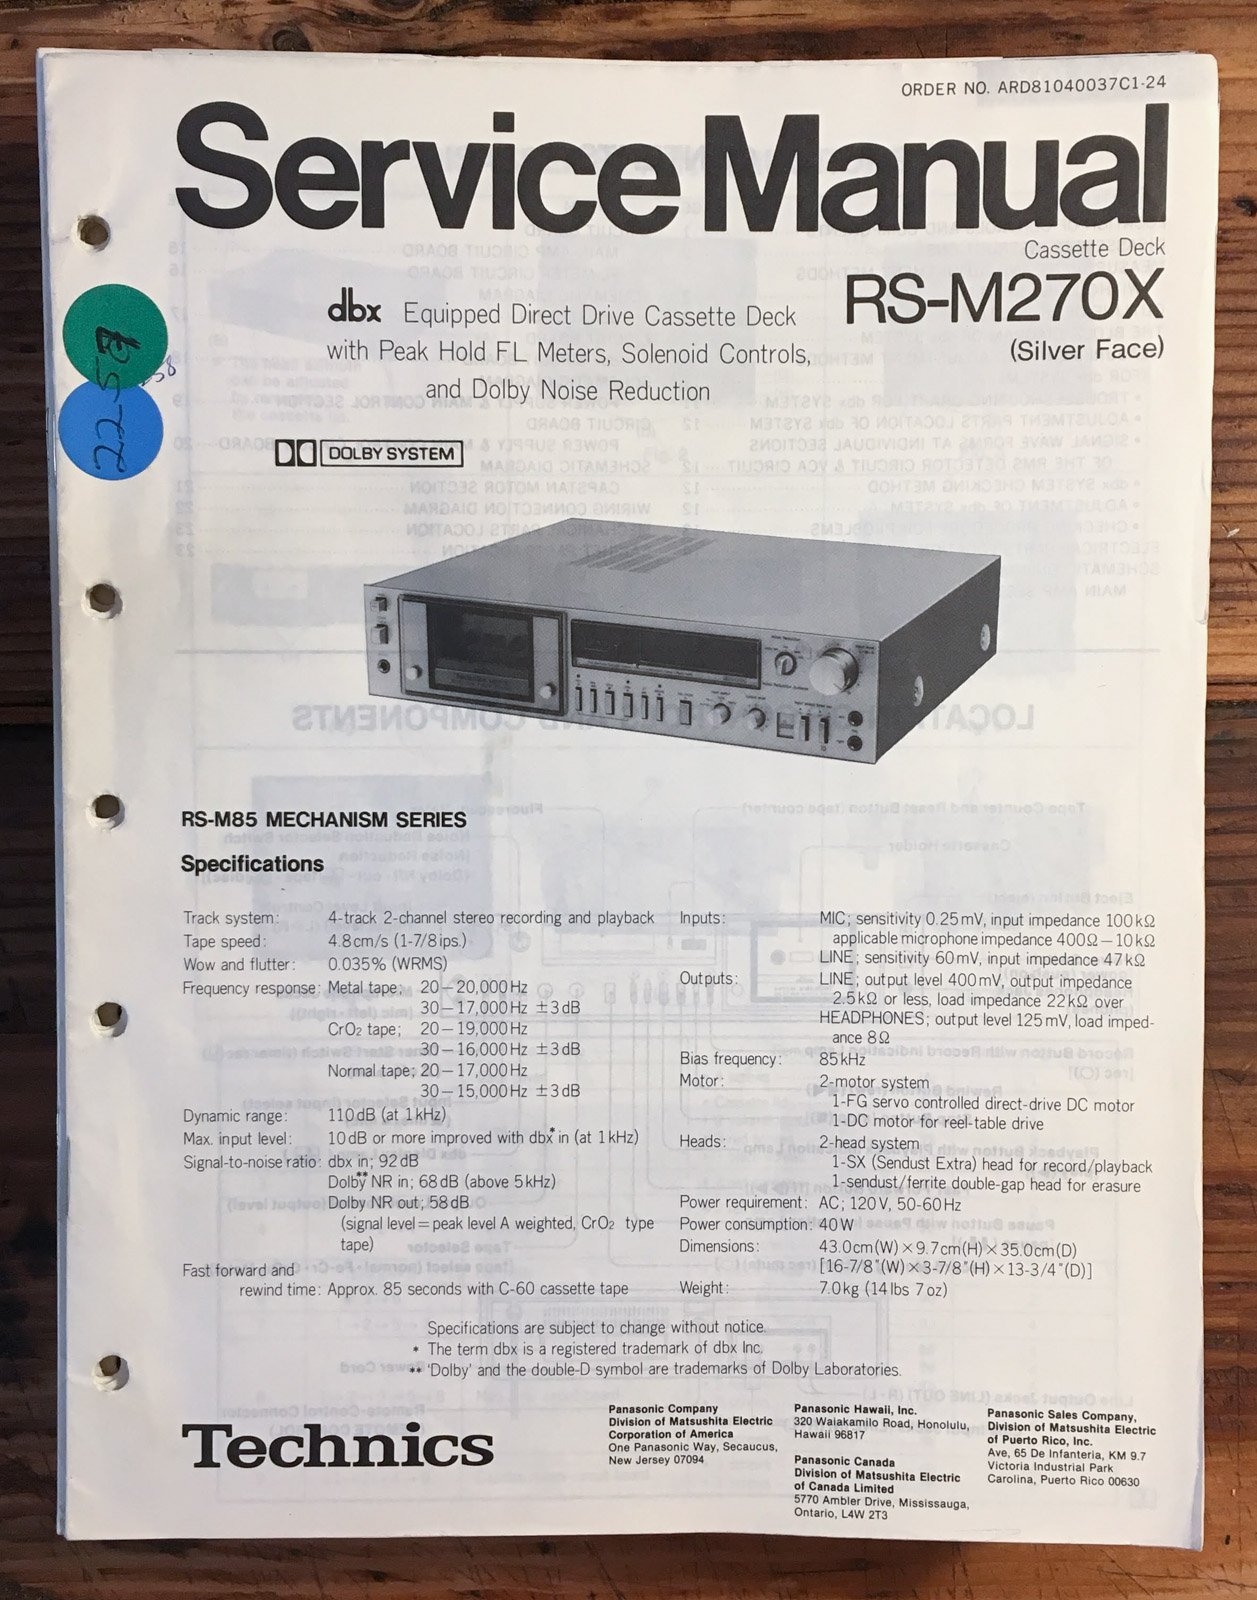 ORDER NO. ARD81040037C1-24
Service Manual
Cassette Deck
RS-M270X
(Silver Face)
dbx Equipped Direct Drive Cassette Deck
with Peak Hold FL Meters, Solenoid Controls,
and Dolby Noise Reduction
DOLBY SYSTEM
RS-M85 MECHANISM SERIES
Specifications
Track system: 4-track 2-channel stereo recording and playback
Tape speed: 4.8cm/s (1-7/8ips.)
Wow and flutter: 0.035% (WRMS)
Frequency response: Metal tape; 20–20,000Hz
30–17,000Hz ±3dB
CrO2 tape; 20–19,000Hz
30–16,000Hz ±3dB
Normal tape; 20–17,000Hz
30–15,000Hz ±3dB
Dynamic range: 110dB (at 1kHz)
Max. input level: 10dB or more improved with dbx* in (at 1kHz)
Signal-to-noise ratio: dbx in; 92dB
Dolby** NR in; 68dB (above 5kHz)
Dolby NR out; 58dB
(signal level=peak level A weighted, CrO2 type
tape)
Fast forward and
rewind time: Approx. 85 seconds with C-60 cassette tape
Inputs: MIC; sensitivity 0.25mV, input impedance 100kΩ
applicable microphone impedance 400Ω–10kΩ
LINE; sensitivity 60mV, input impedance 47kΩ
Outputs: LINE; output level 400mV, output impedance
2.5kΩ or less, load impedance 22kΩ over
HEADPHONES; output level 125mV, load imped-
ance 8Ω
Bias frequency: 85kHz
Motor: 2-motor system
1-FG servo controlled direct-drive DC motor
1-DC motor for reel-table drive
Heads: 2-head system
1-SX (Sendust Extra) head for record/playback
1-sendust/ferrite double-gap head for erasure
Power requirement: AC; 120V, 50-60Hz
Power consumption: 40W
Dimensions: 43.0cm(W)×9.7cm(H)×35.0cm(D)
[16-7/8"(W)×3-7/8"(H)×13-3/4"(D)]
Weight: 7.0kg (14lbs 7oz)
Specifications are subject to change without notice.
* The term dbx is a registered trademark of dbx Inc.
** 'Dolby' and the double-D symbol are trademarks of Dolby Laboratories.
Technics
Panasonic Company
Division of Matsushita Electric
Corporation of America
One Panasonic Way, Secaucus,
New Jersey 07094
Panasonic Hawaii, Inc.
320 Waiakamilo Road, Honolulu,
Hawaii 96817
Panasonic Canada
Division of Matsushita Electric
of Canada Limited
5770 Ambler Drive, Mississauga,
Ontario, L4W 2T3
Panasonic Sales Company,
Division of Matsushita Electric
of Puerto Rico, Inc.
Ave, 65 De Infanteria, KM 9.7
Victoria Industrial Park
Carolina, Puerto Rico 00630